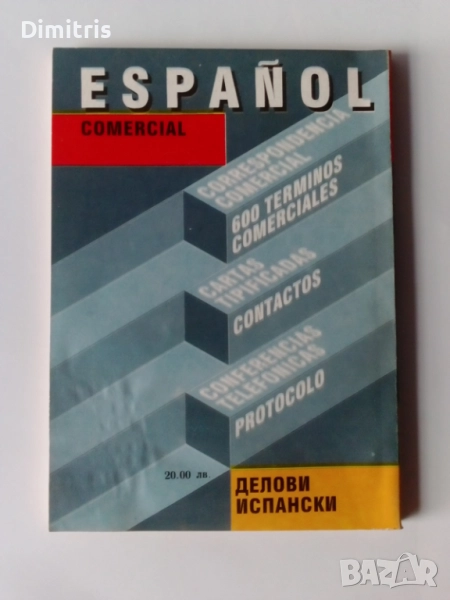 Dimitris
ESPAÑOL
COMERCIAL
CORRESPONDENCIA
COMERCIAL
600 TERMINOS
COMERCIALES
CARTAS
TIPIFICADAS
CONTACTOS
CONFERENCIAS
TELEFONICAS
PROTOCOLO
20.00 лв
ДЕЛОВИ
ИСПАНСКИ
BAZAR